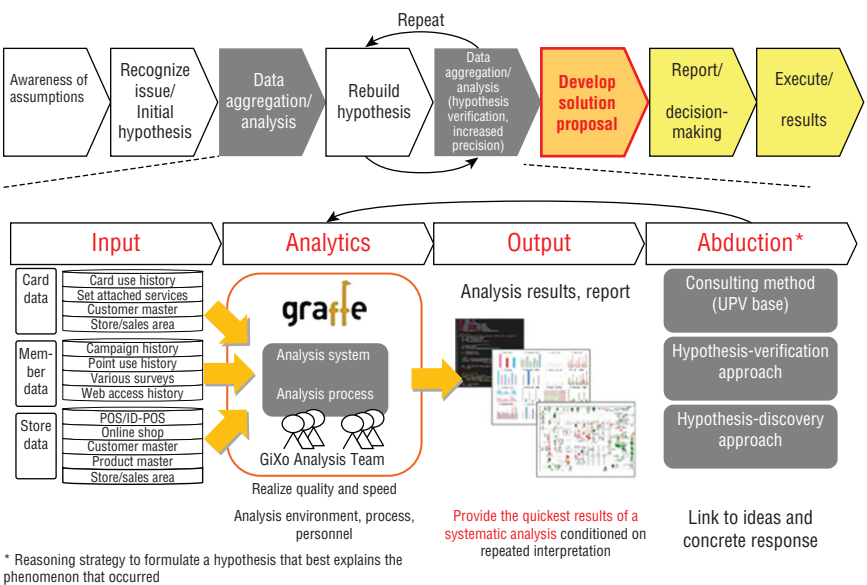 Repeat
Awareness of
assumptions
Recognize
issue/
Initial
hypothesis
Data
aggregation/
analysis
Rebuild
hypothesis
Data
aggregation/
analysis
(hypothesis
verification,
increased
precision)
Develop
solution
proposal
Report/
decision-
making
Execute/
results
Input
Analytics
Output
Abduction*
Card
data
Card use history
Set attached services
Customer master
Store/sales area
Mem-
ber
data
Campaign history
Point use history
Various surveys
Web access history
Store
data
POS/ID-POS
Online shop
Customer master
Product master
Store/sales area
graffe
Analysis system
Analysis process
GiXo Analysis Team
Realize quality and speed
Analysis environment, process,
personnel
Analysis results, report
Provide the quickest results of a
systematic analysis conditioned on
repeated interpretation
Consulting method
(UPV base)
Hypothesis-verification
approach
Hypothesis-discovery
approach
Link to ideas and
concrete response
* Reasoning strategy to formulate a hypothesis that best explains the
phenomenon that occurred